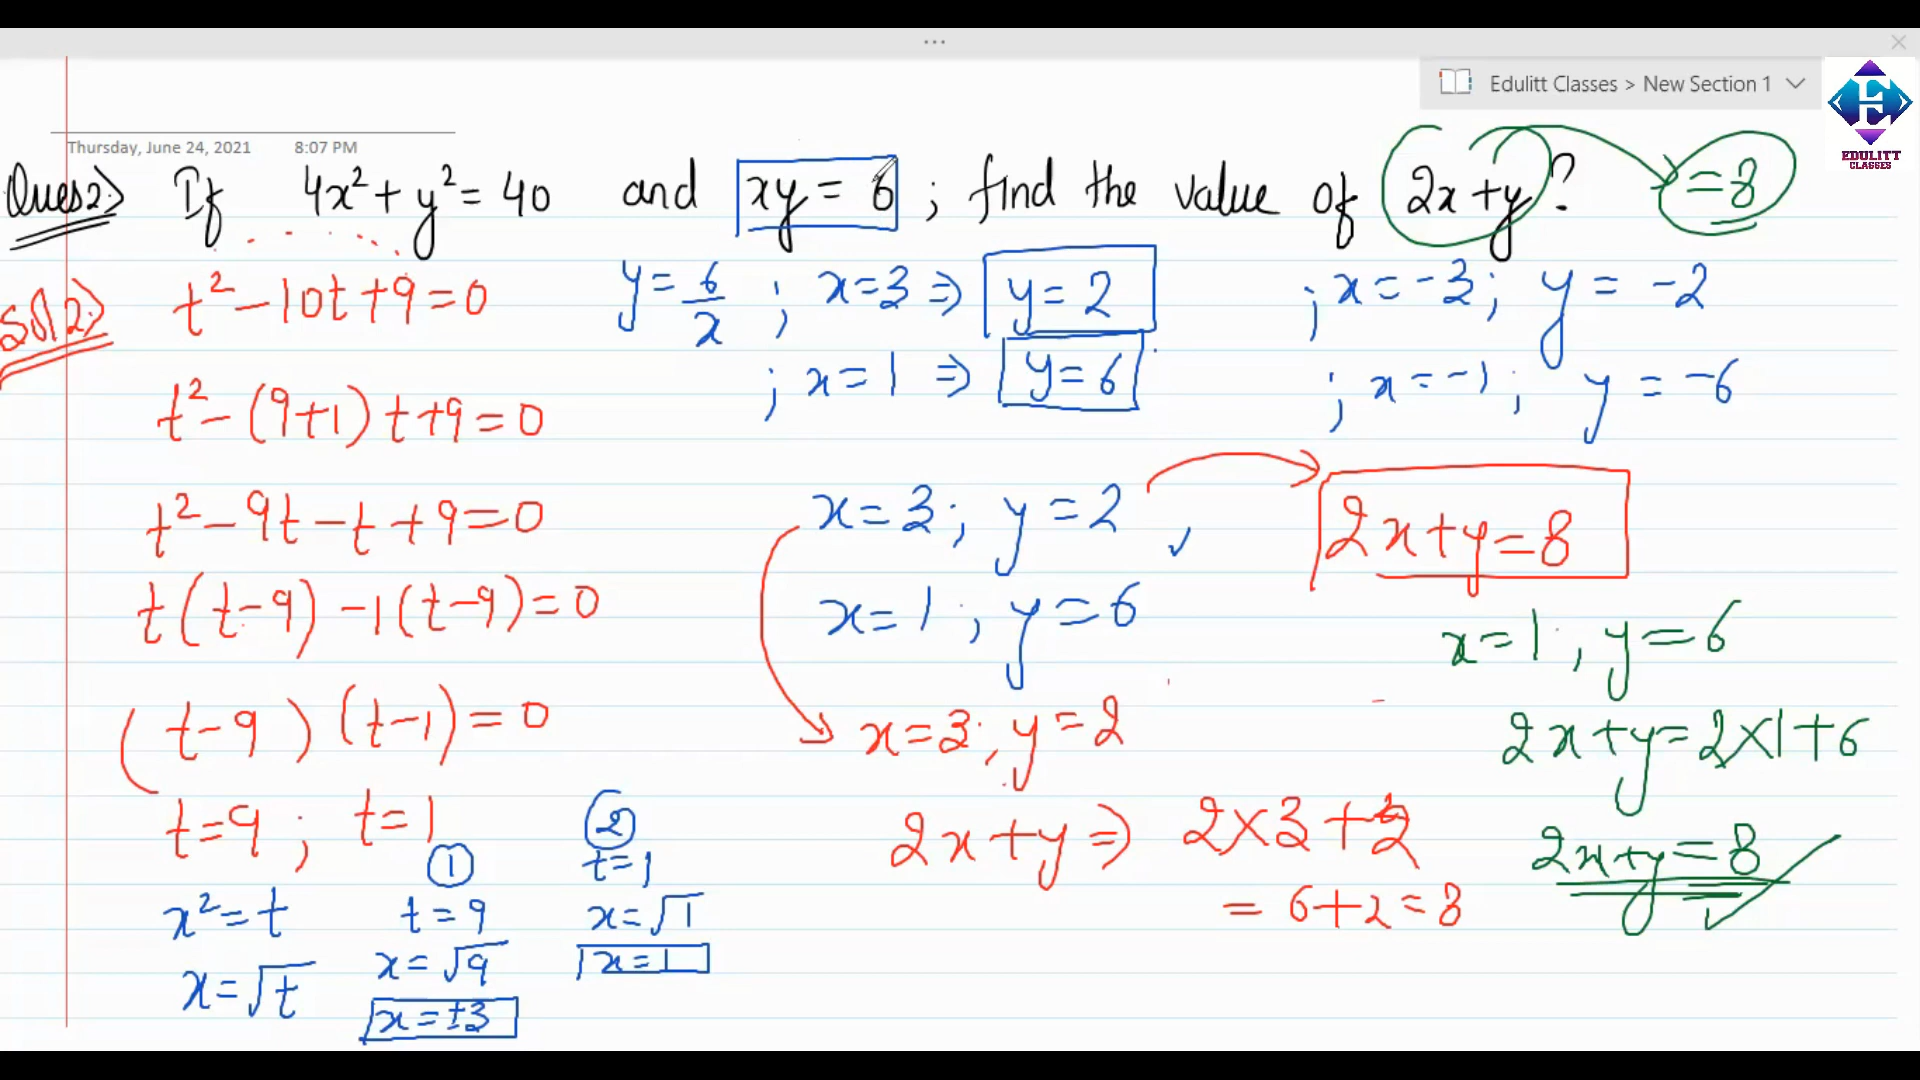 Edulitt Classes > New Section 1
EDULITT
CLASSES
Thursday, June 24, 2021 8:07 PM
Ques2) If 4x² + y² = 40 and xy = 6 ; find the value of 2x+y? = 8
Sol2) t² - 10t + 9 = 0
y = 6/x ; x = 3 ⇒ y = 2 ; x = -3 ; y = -2
; x = 1 ⇒ y = 6 ; x = -1 ; y = -6
t² - (9+1) t + 9 = 0
t² - 9t - t + 9 = 0
t(t-9) -1(t-9) = 0
(t-9) (t-1) = 0
t = 9 ; t = 1
x² = t
x = √t
①
t = 9
x = √9
x = ±3
②
t = 1
x = √1
x = 1
x = 3 ; y = 2 ✓
x = 1 ; y = 6
x = 3 ; y = 2
2x + y ⇒ 2×3 + 2
= 6 + 2 = 8
2x + y = 8
x = 1 , y = 6
2x + y = 2×1 + 6
2x + y = 8 ✓